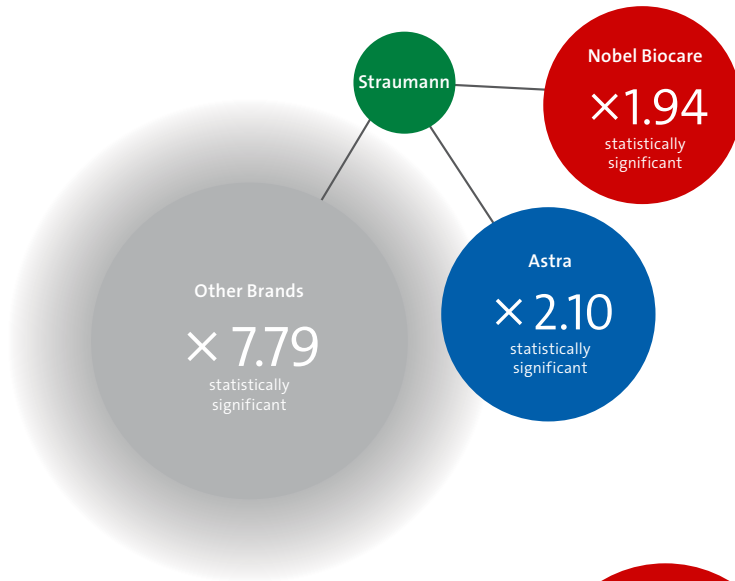 Straumann
Nobel Biocare
×1.94
statistically
significant
Astra
× 2.10
statistically
significant
Other Brands
× 7.79
statistically
significant